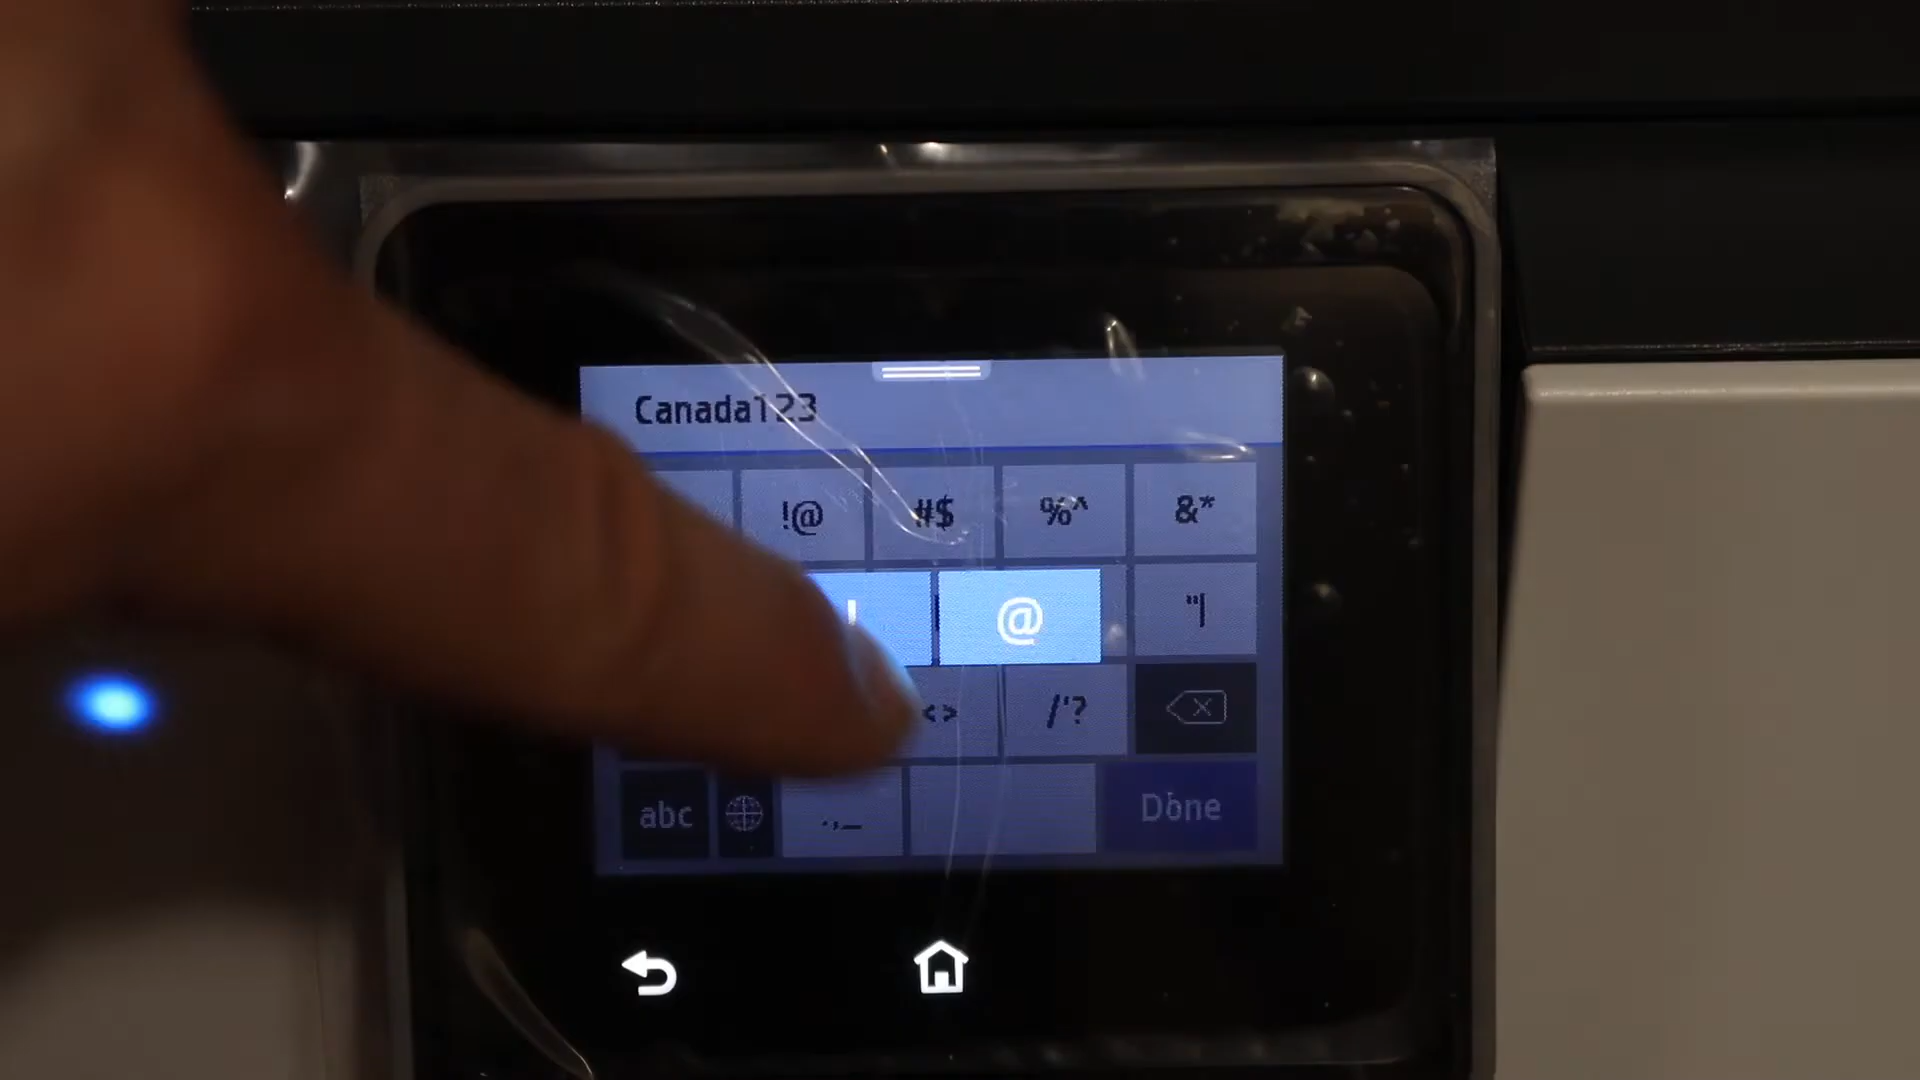 Canada123
!@ #$ %^ &*
! @ "|
<> /'?
abc .,_ Done